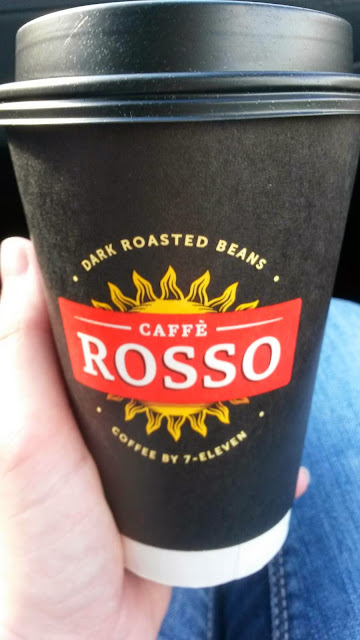 DARK ROASTED BEANS
CAFFÈ
ROSSO
COFFEE BY 7-ELEVEN